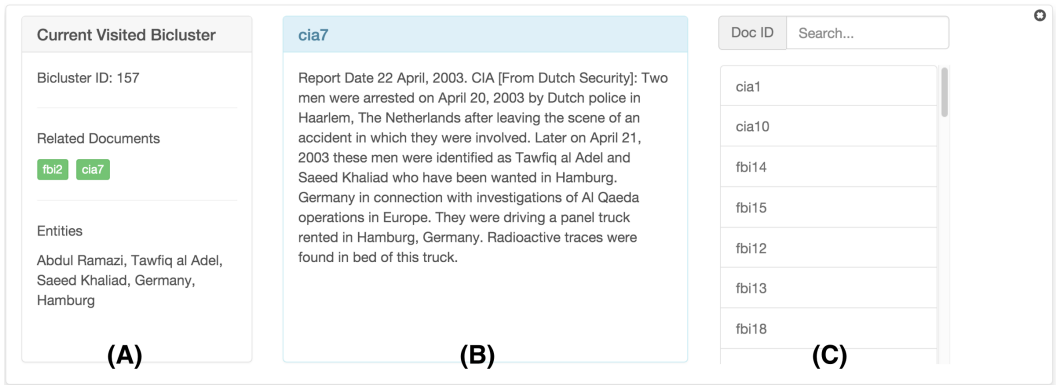 Current Visited Bicluster
Bicluster ID: 157
Related Documents
fbi2 cia7
Entities
Abdul Ramazi, Tawfiq al Adel,
Saeed Khaliad, Germany,
Hamburg
(A)
cia7
Report Date 22 April, 2003. CIA [From Dutch Security]: Two
men were arrested on April 20, 2003 by Dutch police in
Haarlem, The Netherlands after leaving the scene of an
accident in which they were involved. Later on April 21,
2003 these men were identified as Tawfiq al Adel and
Saeed Khaliad who have been wanted in Hamburg.
Germany in connection with investigations of Al Qaeda
operations in Europe. They were driving a panel truck
rented in Hamburg, Germany. Radioactive traces were
found in bed of this truck.
(B)
Doc ID Search...
cia1
cia10
fbi14
fbi15
fbi12
fbi13
fbi18
(C)